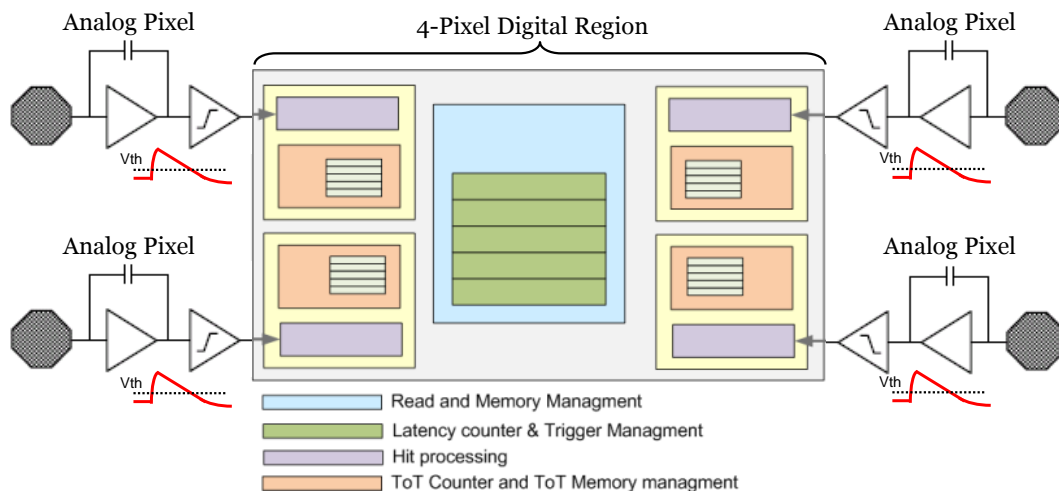 Analog Pixel
4-Pixel Digital Region
Analog Pixel
Vth
Vth
Analog Pixel
Analog Pixel
Vth
Vth
Read and Memory Managment
Latency counter & Trigger Managment
Hit processing
ToT Counter and ToT Memory managment